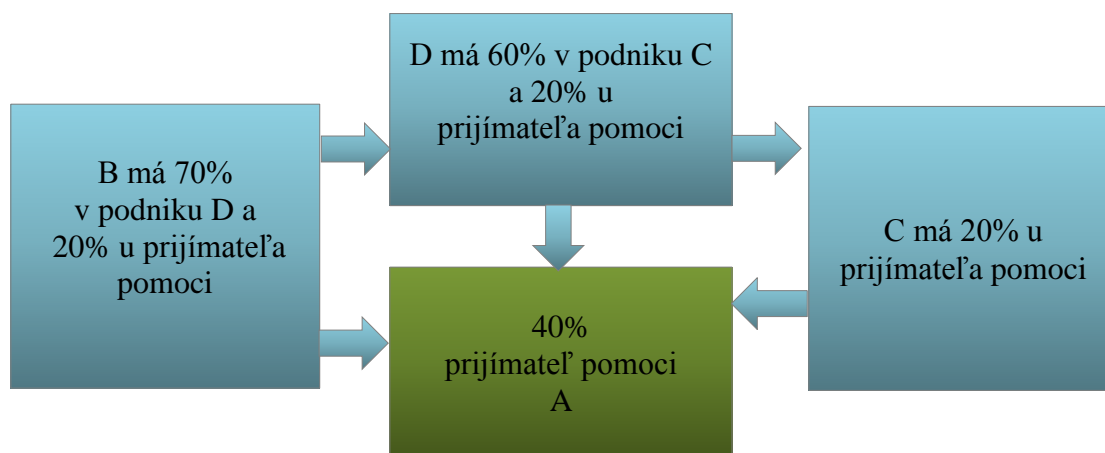 D má 60% v podniku C
a 20% u
prijímateľa pomoci
B má 70%
v podniku D a
20% u prijímateľa
pomoci
C má 20% u
prijímateľa pomoci
40%
prijímateľ pomoci
A